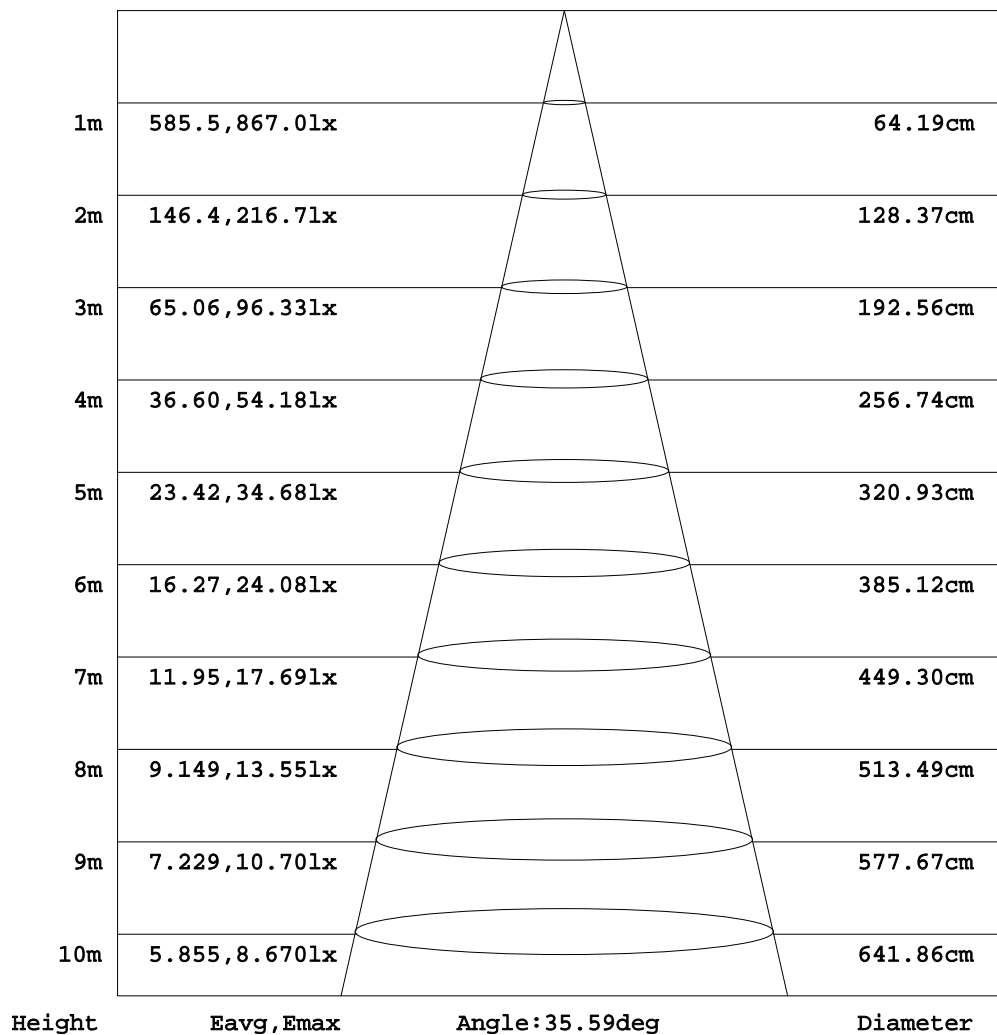 1m 585.5,867.0lx 64.19cm
2m 146.4,216.7lx 128.37cm
3m 65.06,96.33lx 192.56cm
4m 36.60,54.18lx 256.74cm
5m 23.42,34.68lx 320.93cm
6m 16.27,24.08lx 385.12cm
7m 11.95,17.69lx 449.30cm
8m 9.149,13.55lx 513.49cm
9m 7.229,10.70lx 577.67cm
10m 5.855,8.670lx 641.86cm
Height Eavg,Emax Angle:35.59deg Diameter